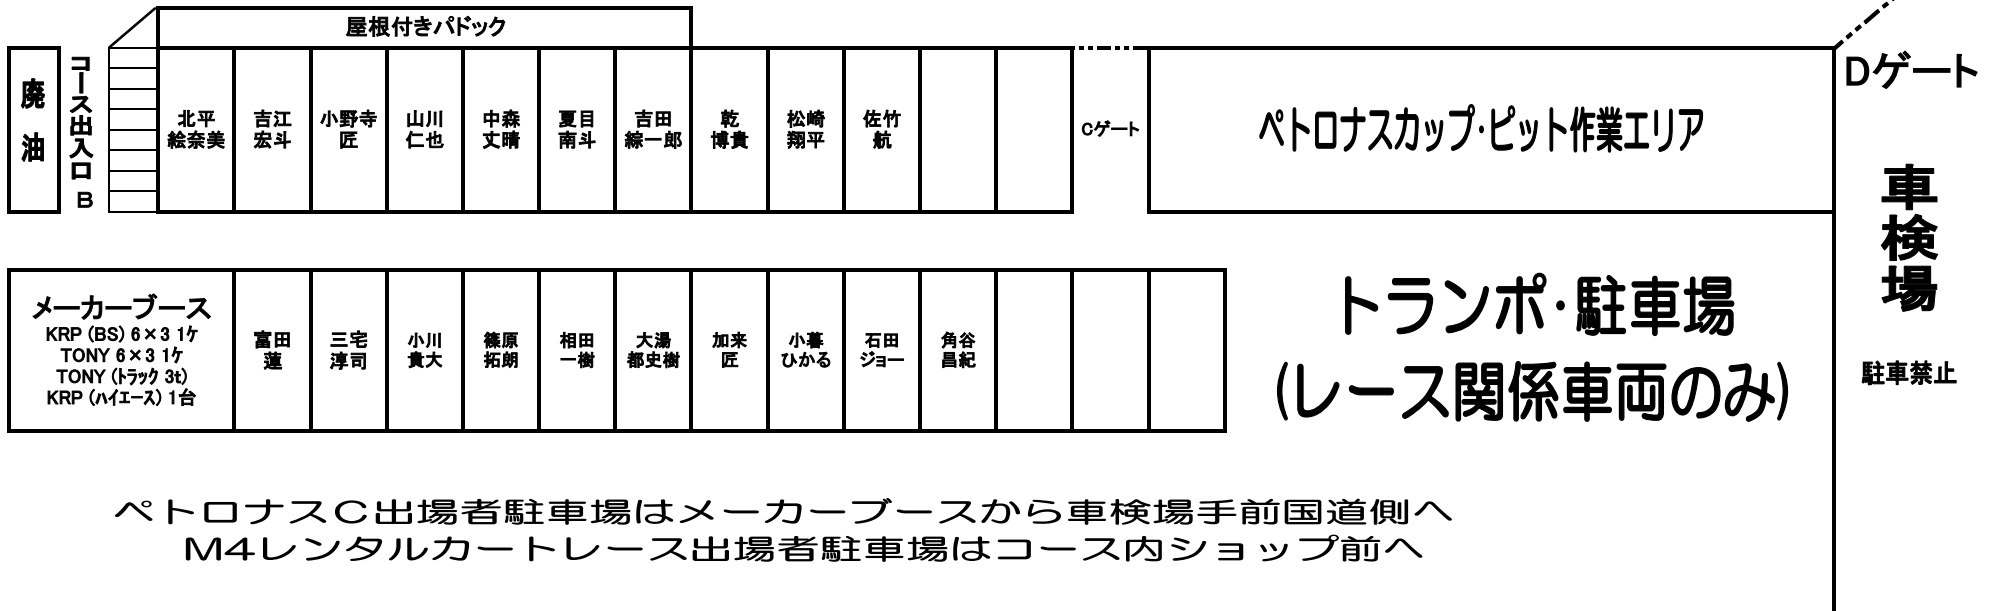 屋根付きパドック
廃油
コース出入口 B
北平
絵奈美
吉江
宏斗
小野寺
匠
山川
仁也
中森
丈晴
夏目
南斗
吉田
綜一郎
乾
博貴
松崎
翔平
佐竹
航
Cゲート
ペトロナスカップ・ピット作業エリア
Dゲート
車検場
駐車禁止
メーカーブース
KRP (BS) 6×3 1ケ
TONY 6×3 1ケ
TONY (トラック 3t)
KRP (ハイエース) 1台
富田
蓮
三宅
淳司
小川
貴大
篠原
拓朗
相田
一樹
大湯
都史樹
加来
匠
小暮
ひかる
石田
ジョー
角谷
昌紀
トランポ・駐車場
(レース関係車両のみ)
ペトロナスC出場者駐車場はメーカーブースから車検場手前国道側へ
M4レンタルカートレース出場者駐車場はコース内ショップ前へ